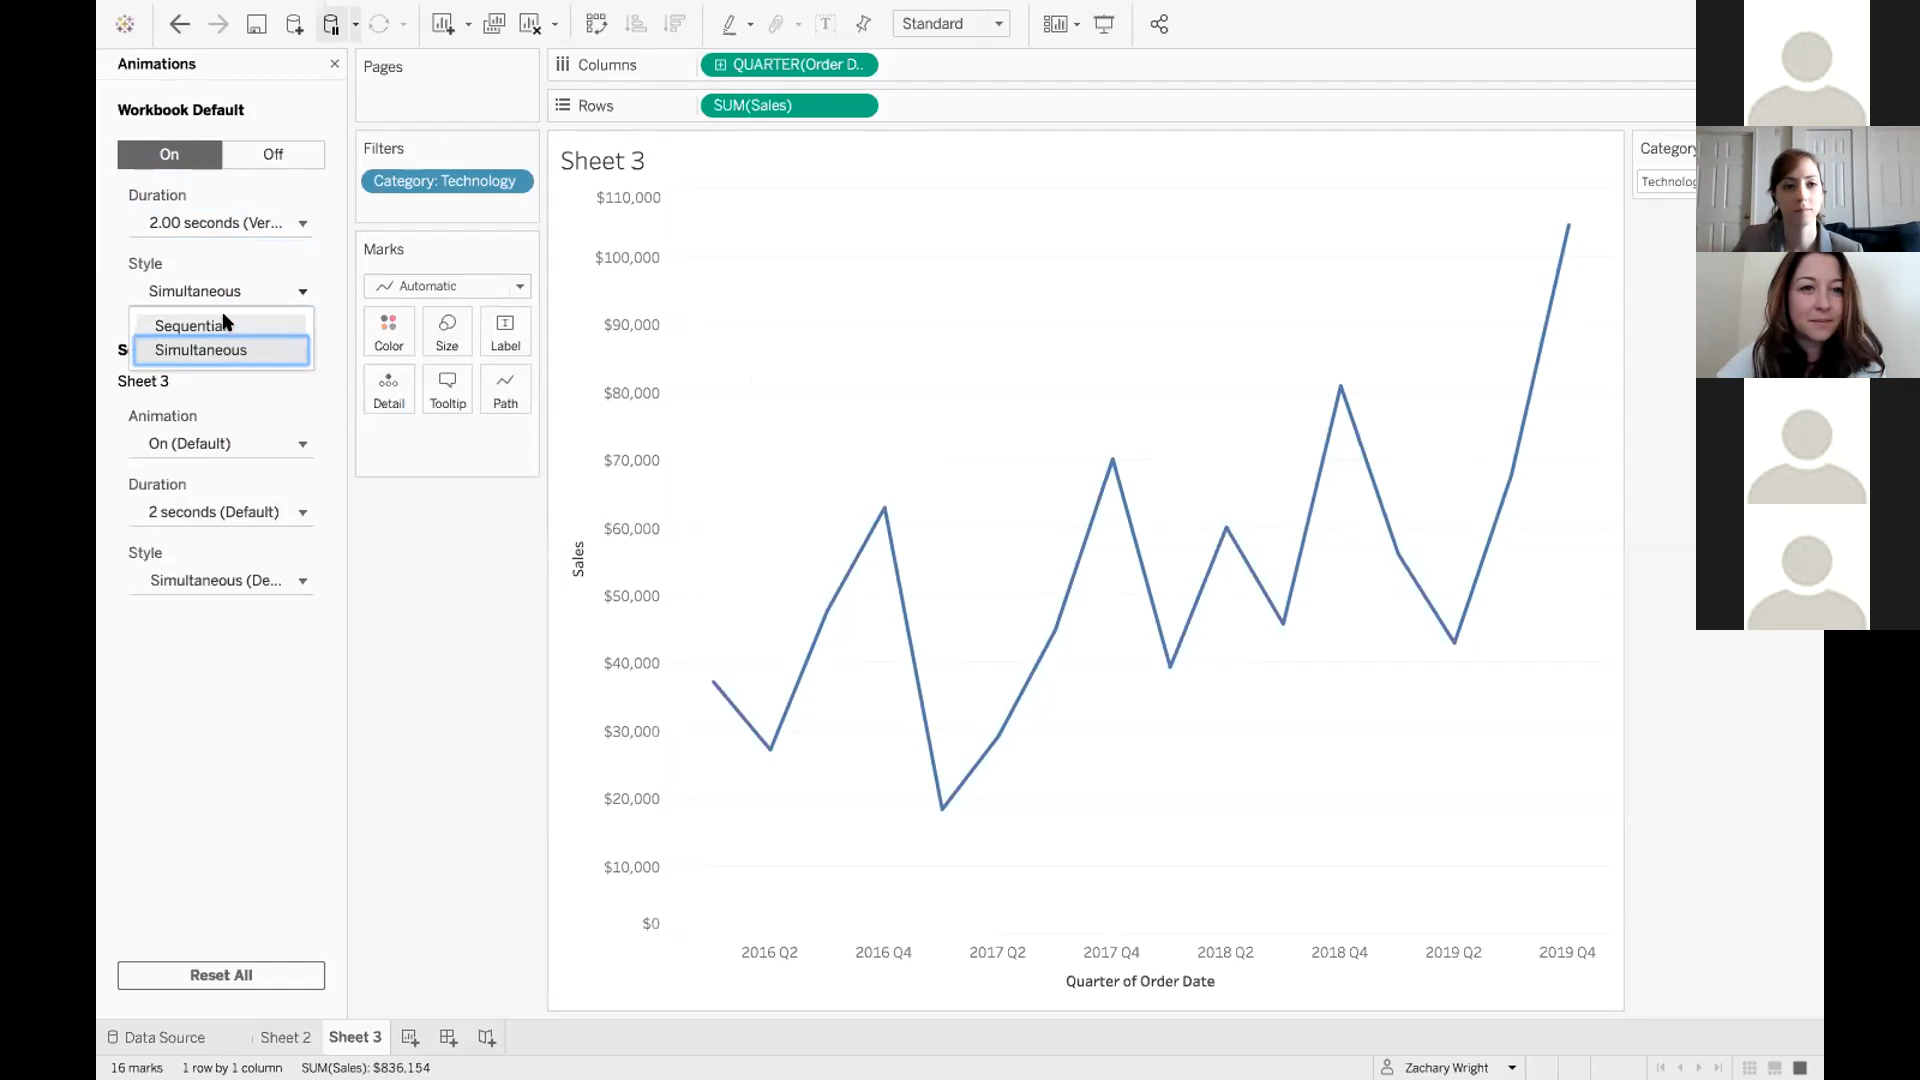 Standard
Animations
Workbook Default
On
Off
Duration
2.00 seconds (Ver...
Style
Simultaneous
Sequentia
Simultaneous
S
Sheet 3
Animation
On (Default)
Duration
2 seconds (Default)
Style
Simultaneous (De...
Reset All
Pages
Filters
Category: Technology
Marks
Automatic
Color
Size
Label
Detail
Tooltip
Path
Columns
QUARTER(Order D..
Rows
SUM(Sales)
Sheet 3
$110,000
$100,000
$90,000
$80,000
$70,000
$60,000
$50,000
$40,000
$30,000
$20,000
$10,000
$0
Sales
2016 Q2
2016 Q4
2017 Q2
2017 Q4
2018 Q2
2018 Q4
2019 Q2
2019 Q4
Quarter of Order Date
Category
Technolog
Data Source
Sheet 2
Sheet 3
16 marks
1 row by 1 column
SUM(Sales): $836,154
Zachary Wright